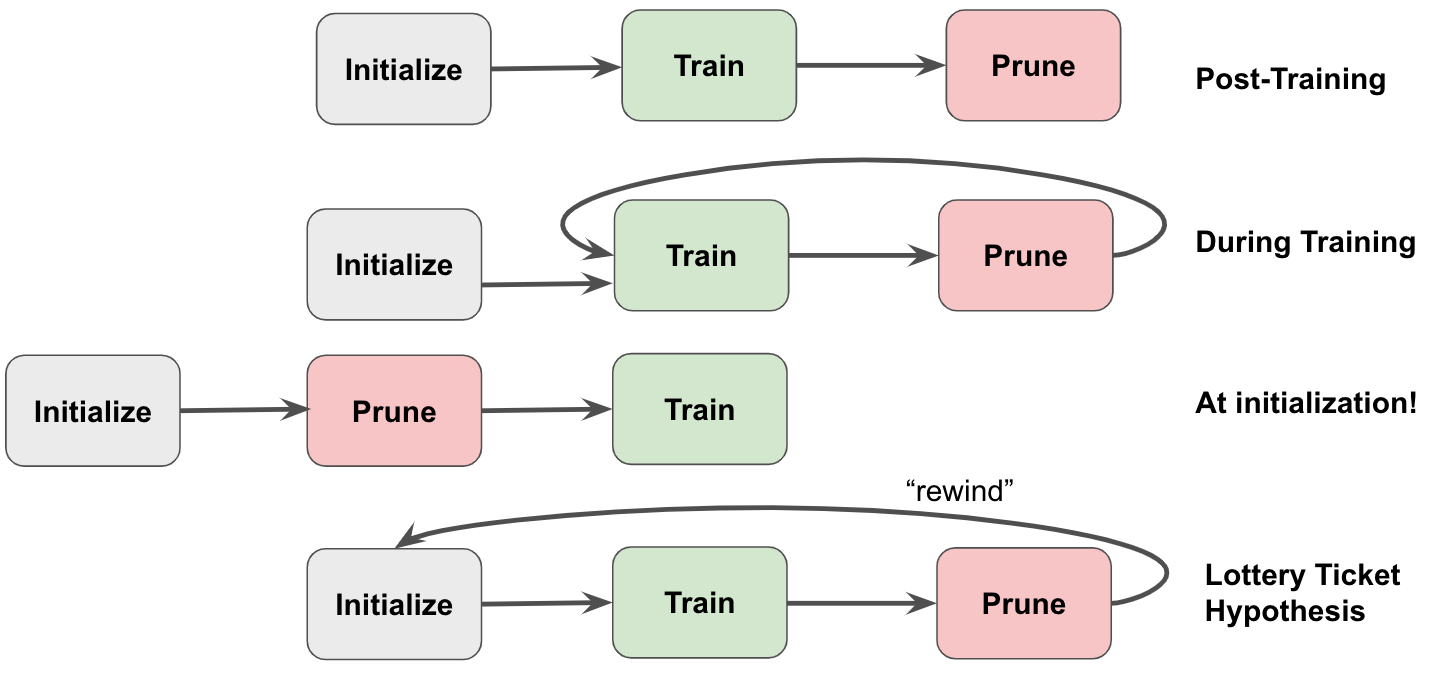 Initialize Train Prune Post-Training
Initialize Train Prune During Training
Initialize Prune Train At initialization!
“rewind”
Initialize Train Prune Lottery Ticket
Hypothesis